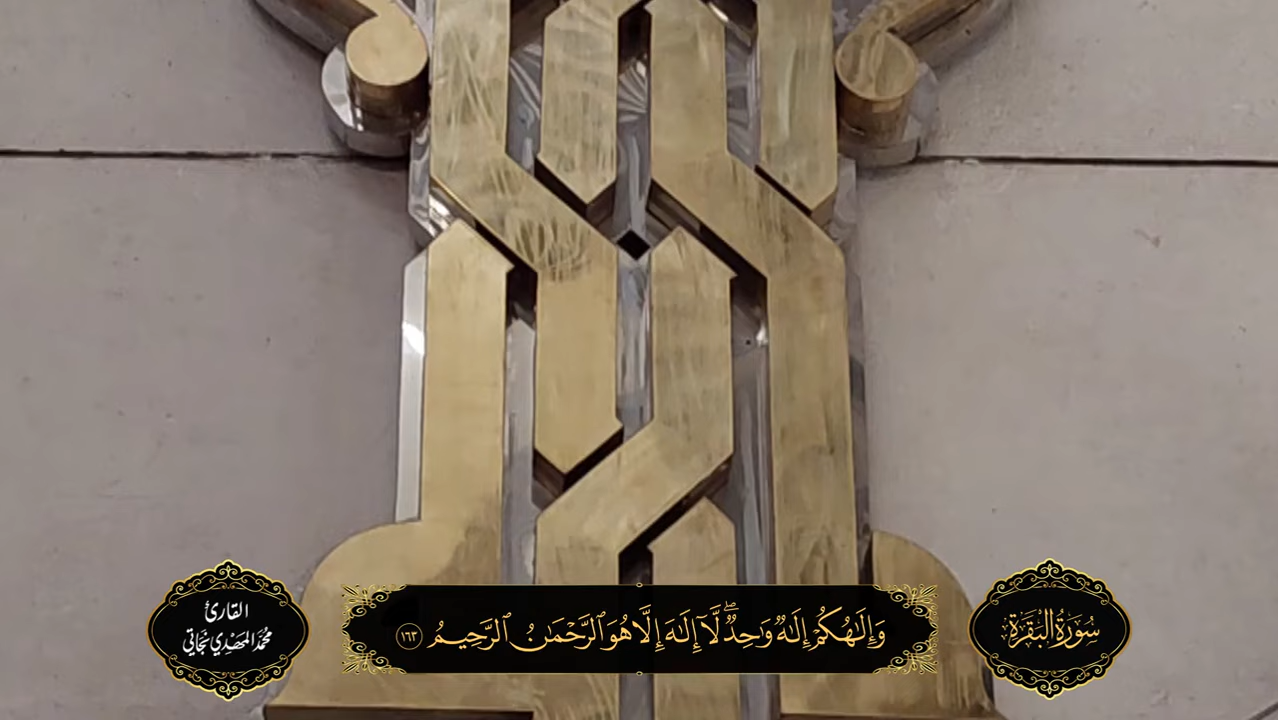 سُورَةُ البَقَرَةِ
وَإِلَٰهُكُمْ إِلَٰهٌ وَٰحِدٌ ۖ لَّآ إِلَٰهَ إِلَّا هُوَ ٱلرَّحْمَٰنُ ٱلرَّحِيمُ ١٦٣
القارئ
محمد المهدي نجاتي